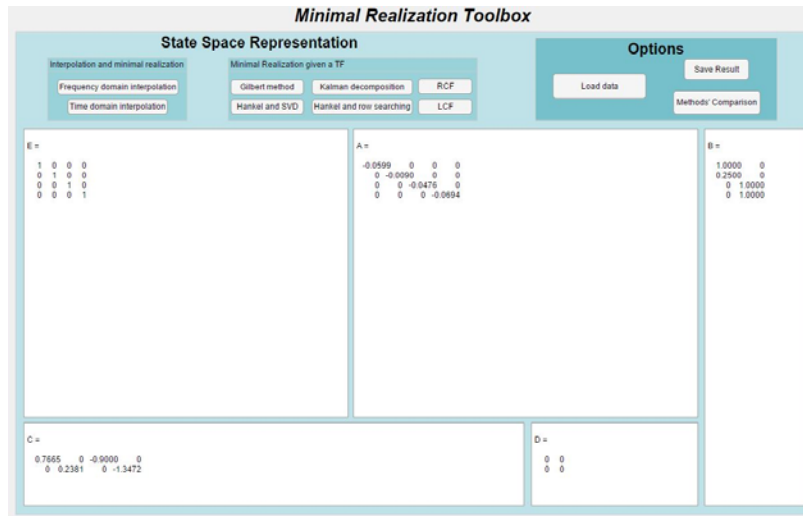 Minimal Realization Toolbox
State Space Representation
Interpolation and minimal realization
Frequency domain interpolation
Time domain interpolation
Minimal Realization given a TF
Gilbert method Kalman decomposition RCF
Hankel and SVD Hankel and row searching LCF
Options
Save Result
Load data
Methods' Comparison
E =
1 0 0 0
0 1 0 0
0 0 1 0
0 0 0 1
A =
-0.0599 0 0 0
0 -0.0090 0 0
0 0 -0.0476 0
0 0 0 -0.0694
B =
1.0000 0
0.2500 0
0 1.0000
0 1.0000
C =
0.7665 0 -0.9000 0
0 0.2381 0 -1.3472
D =
0 0
0 0